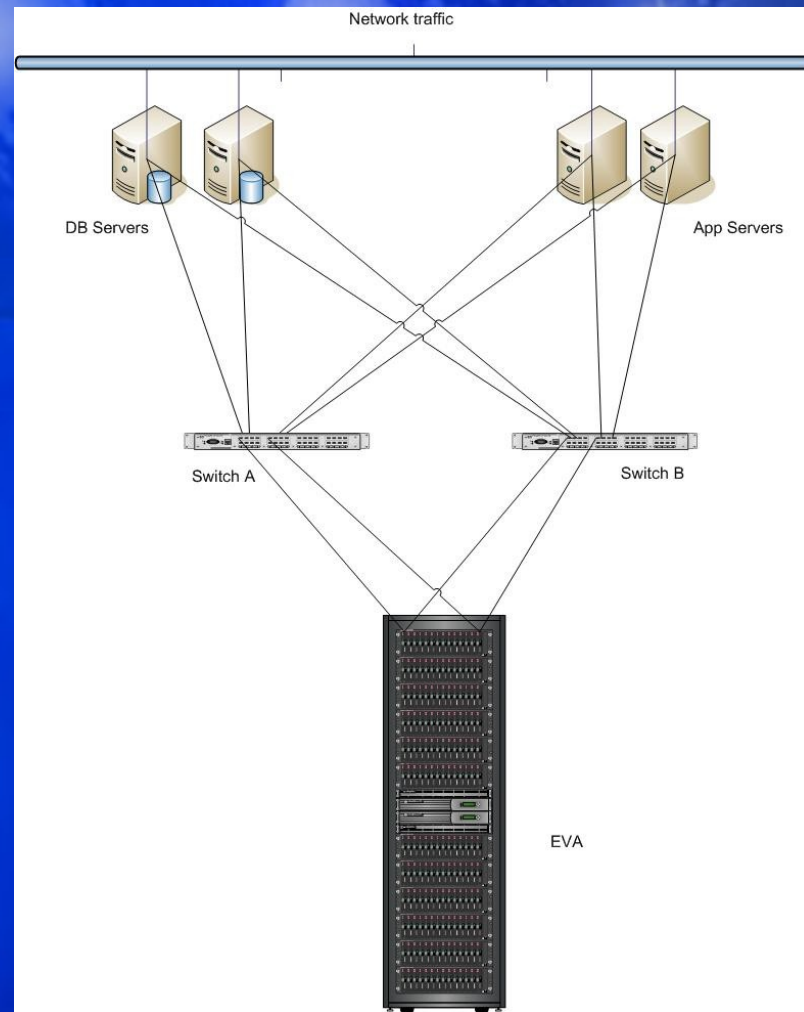 Network traffic
DB Servers
App Servers
Switch A
Switch B
EVA